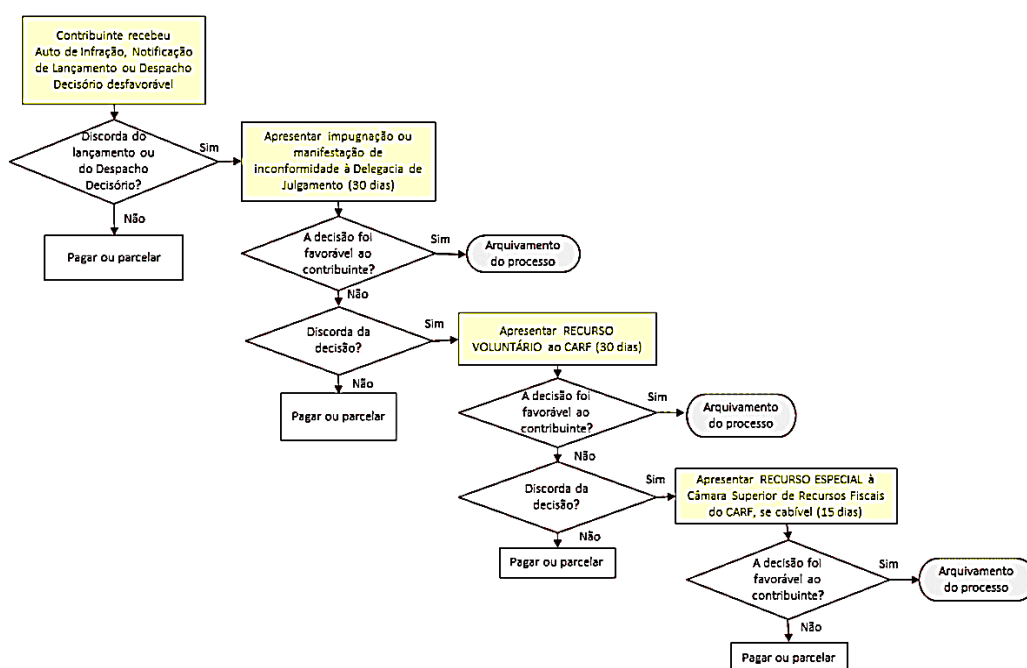 Contribuinte recebeu
Auto de Infração, Notificação
de Lançamento ou Despacho
Decisório desfavorável
Discorda do
lançamento ou
do Despacho
Decisório?
Sim
Não
Pagar ou parcelar
Apresentar impugnação ou
manifestação de
inconformidade à Delegacia de
Julgamento (30 dias)
A decisão foi
favorável ao
contribuinte?
Sim
Arquivamento
do processo
Não
Discorda da
decisão?
Sim
Não
Pagar ou parcelar
Apresentar RECURSO
VOLUNTÁRIO ao CARF (30 dias)
A decisão foi
favorável ao
contribuinte?
Sim
Arquivamento
do processo
Não
Discorda da
decisão?
Sim
Não
Pagar ou parcelar
Apresentar RECURSO ESPECIAL à
Câmara Superior de Recursos Fiscais
do CARF, se cabível (15 dias)
A decisão foi
favorável ao
contribuinte?
Sim
Arquivamento
do processo
Não
Pagar ou parcelar